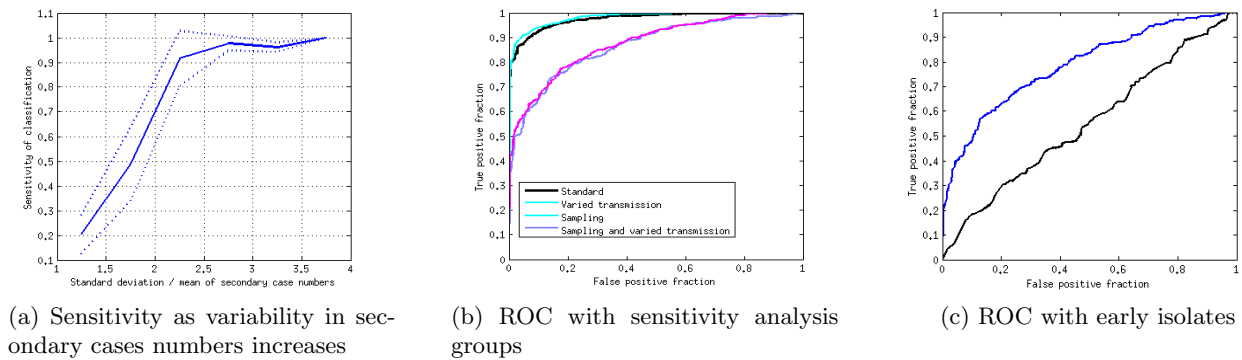 1.1
1
0.9
0.8
0.7
0.6
0.5
0.4
0.3
0.2
0.1
Sensitivity of classification
1 1.5 2 2.5 3 3.5 4
Standard deviation / mean of secondary case numbers
(a) Sensitivity as variability in sec-
ondary cases numbers increases
1
0.9
0.8
0.7
0.6
0.5
0.4
0.3
0.2
0.1
0
True positive fraction
Standard
Varied transmission
Sampling
Sampling and varied transmission
0 0.2 0.4 0.6 0.8 1
False positive fraction
(b) ROC with sensitivity analysis
groups
1
0.9
0.8
0.7
0.6
0.5
0.4
0.3
0.2
0.1
0
True positive fraction
0 0.2 0.4 0.6 0.8 1
False positive fraction
(c) ROC with early isolates